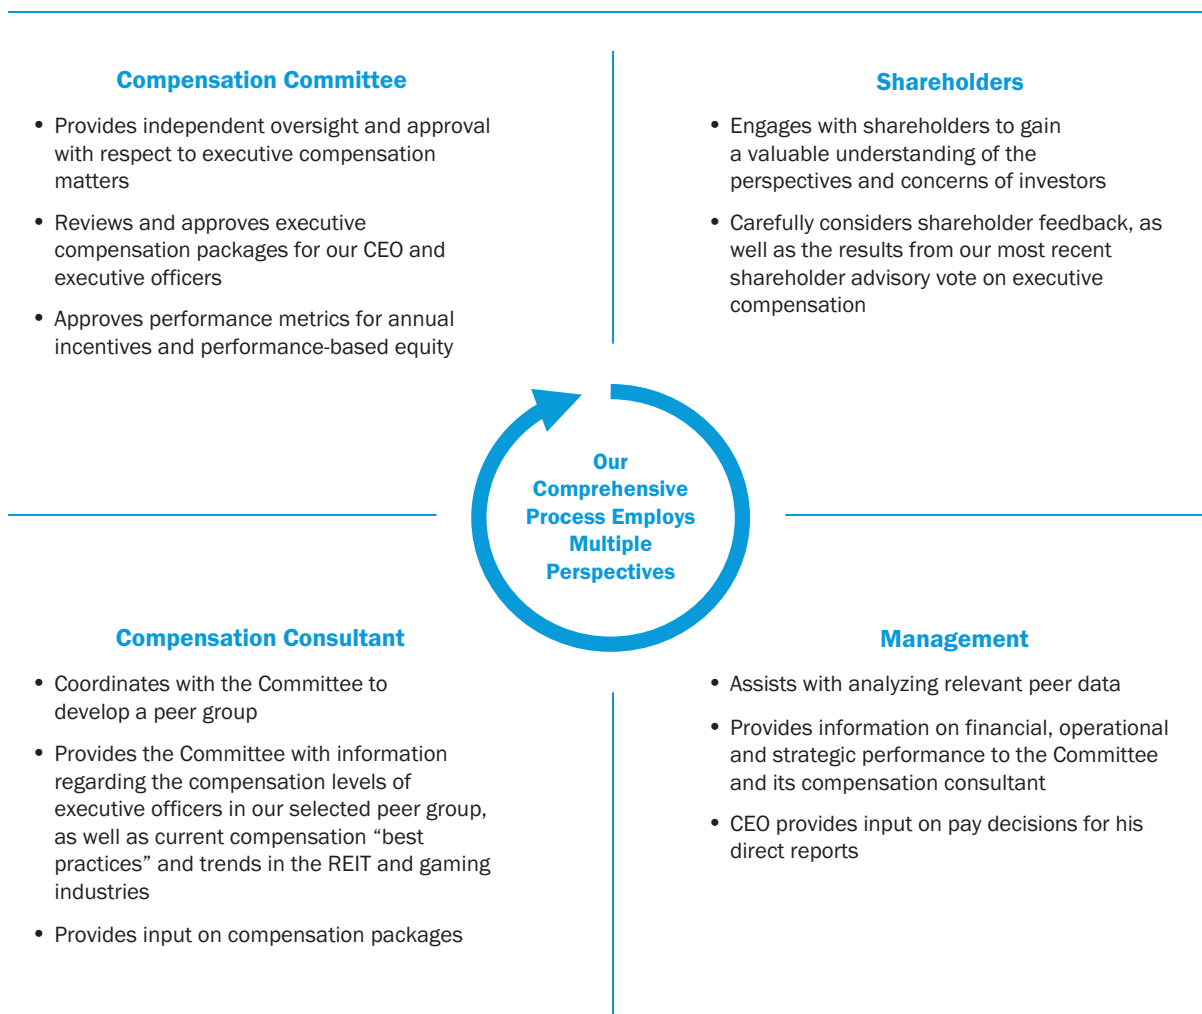 Compensation Committee
• Provides independent oversight and approval
with respect to executive compensation
matters
• Reviews and approves executive
compensation packages for our CEO and
executive officers
• Approves performance metrics for annual
incentives and performance-based equity
Shareholders
• Engages with shareholders to gain
a valuable understanding of the
perspectives and concerns of investors
• Carefully considers shareholder feedback, as
well as the results from our most recent
shareholder advisory vote on executive
compensation
Our
Comprehensive
Process Employs
Multiple
Perspectives
Compensation Consultant
• Coordinates with the Committee to
develop a peer group
• Provides the Committee with information
regarding the compensation levels of
executive officers in our selected peer group,
as well as current compensation “best
practices” and trends in the REIT and gaming
industries
• Provides input on compensation packages
Management
• Assists with analyzing relevant peer data
• Provides information on financial, operational
and strategic performance to the Committee
and its compensation consultant
• CEO provides input on pay decisions for his
direct reports